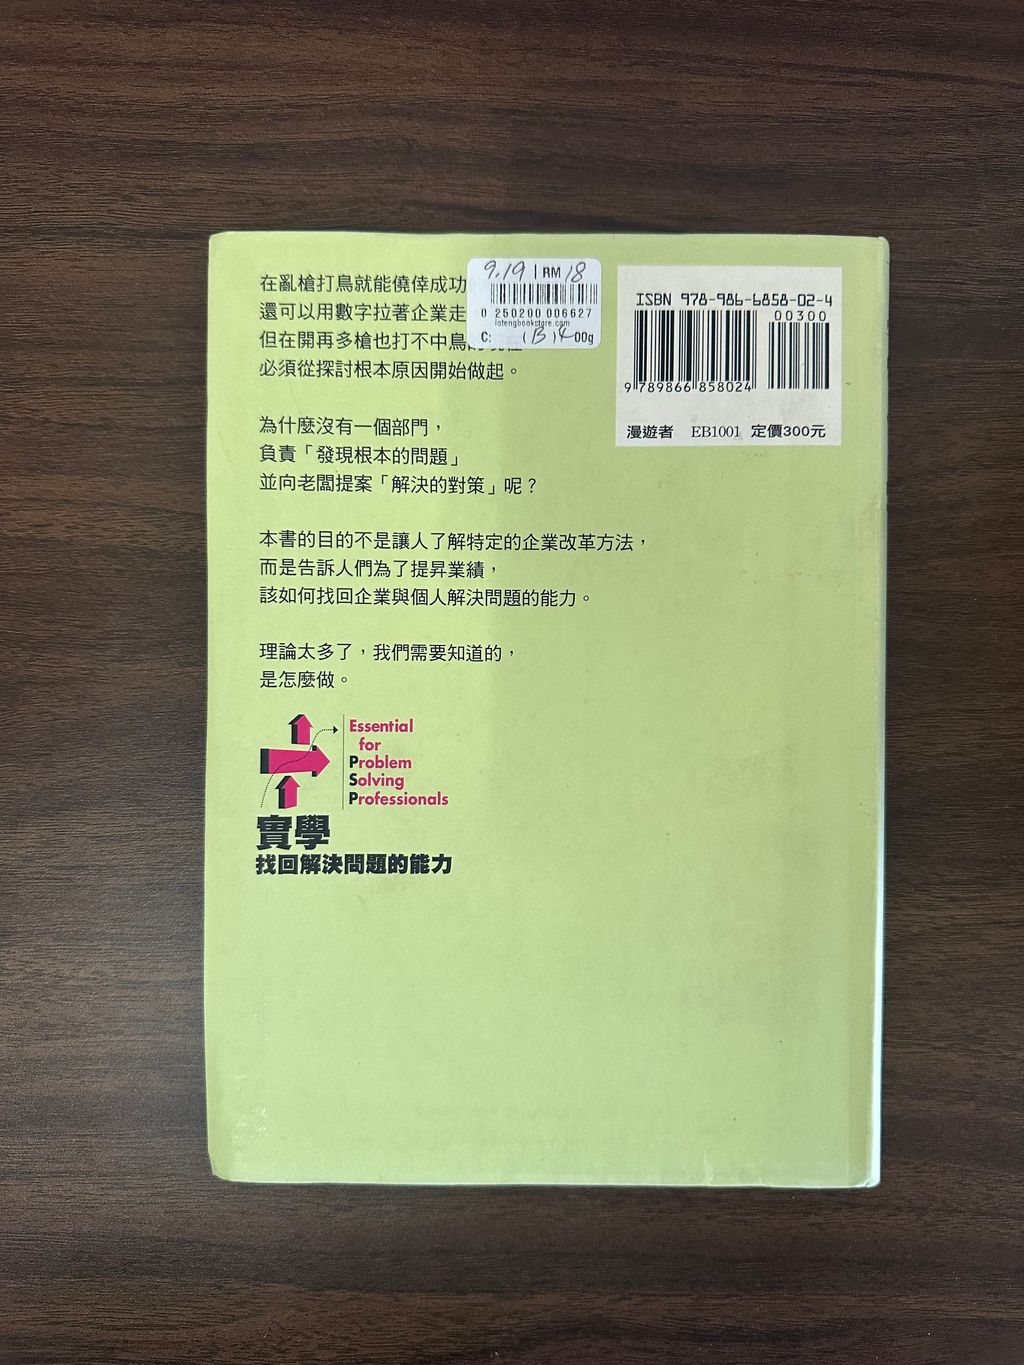 在亂槍打鳥就能僥倖成功
還可以用數字拉著企業走
但在開再多槍也打不中鳥
必須從探討根本原因開始做起。
為什麼沒有一個部門，
負責「發現根本的問題」
並向老闆提案「解決的對策」呢？
本書的目的不是讓人了解特定的企業改革方法，
而是告訴人們為了提昇業績，
該如何找回企業與個人解決問題的能力。
理論太多了，我們需要知道的，
是怎麼做。
Essential
for
Problem
Solving
Professionals
實學
找回解決問題的能力
9.19 | RM 18
0 250200 006627
lotengbookstore.com
C: (B) 400g
ISBN 978-986-6858-02-4
00300
9 789866 858024
漫遊者 EB1001 定價300元